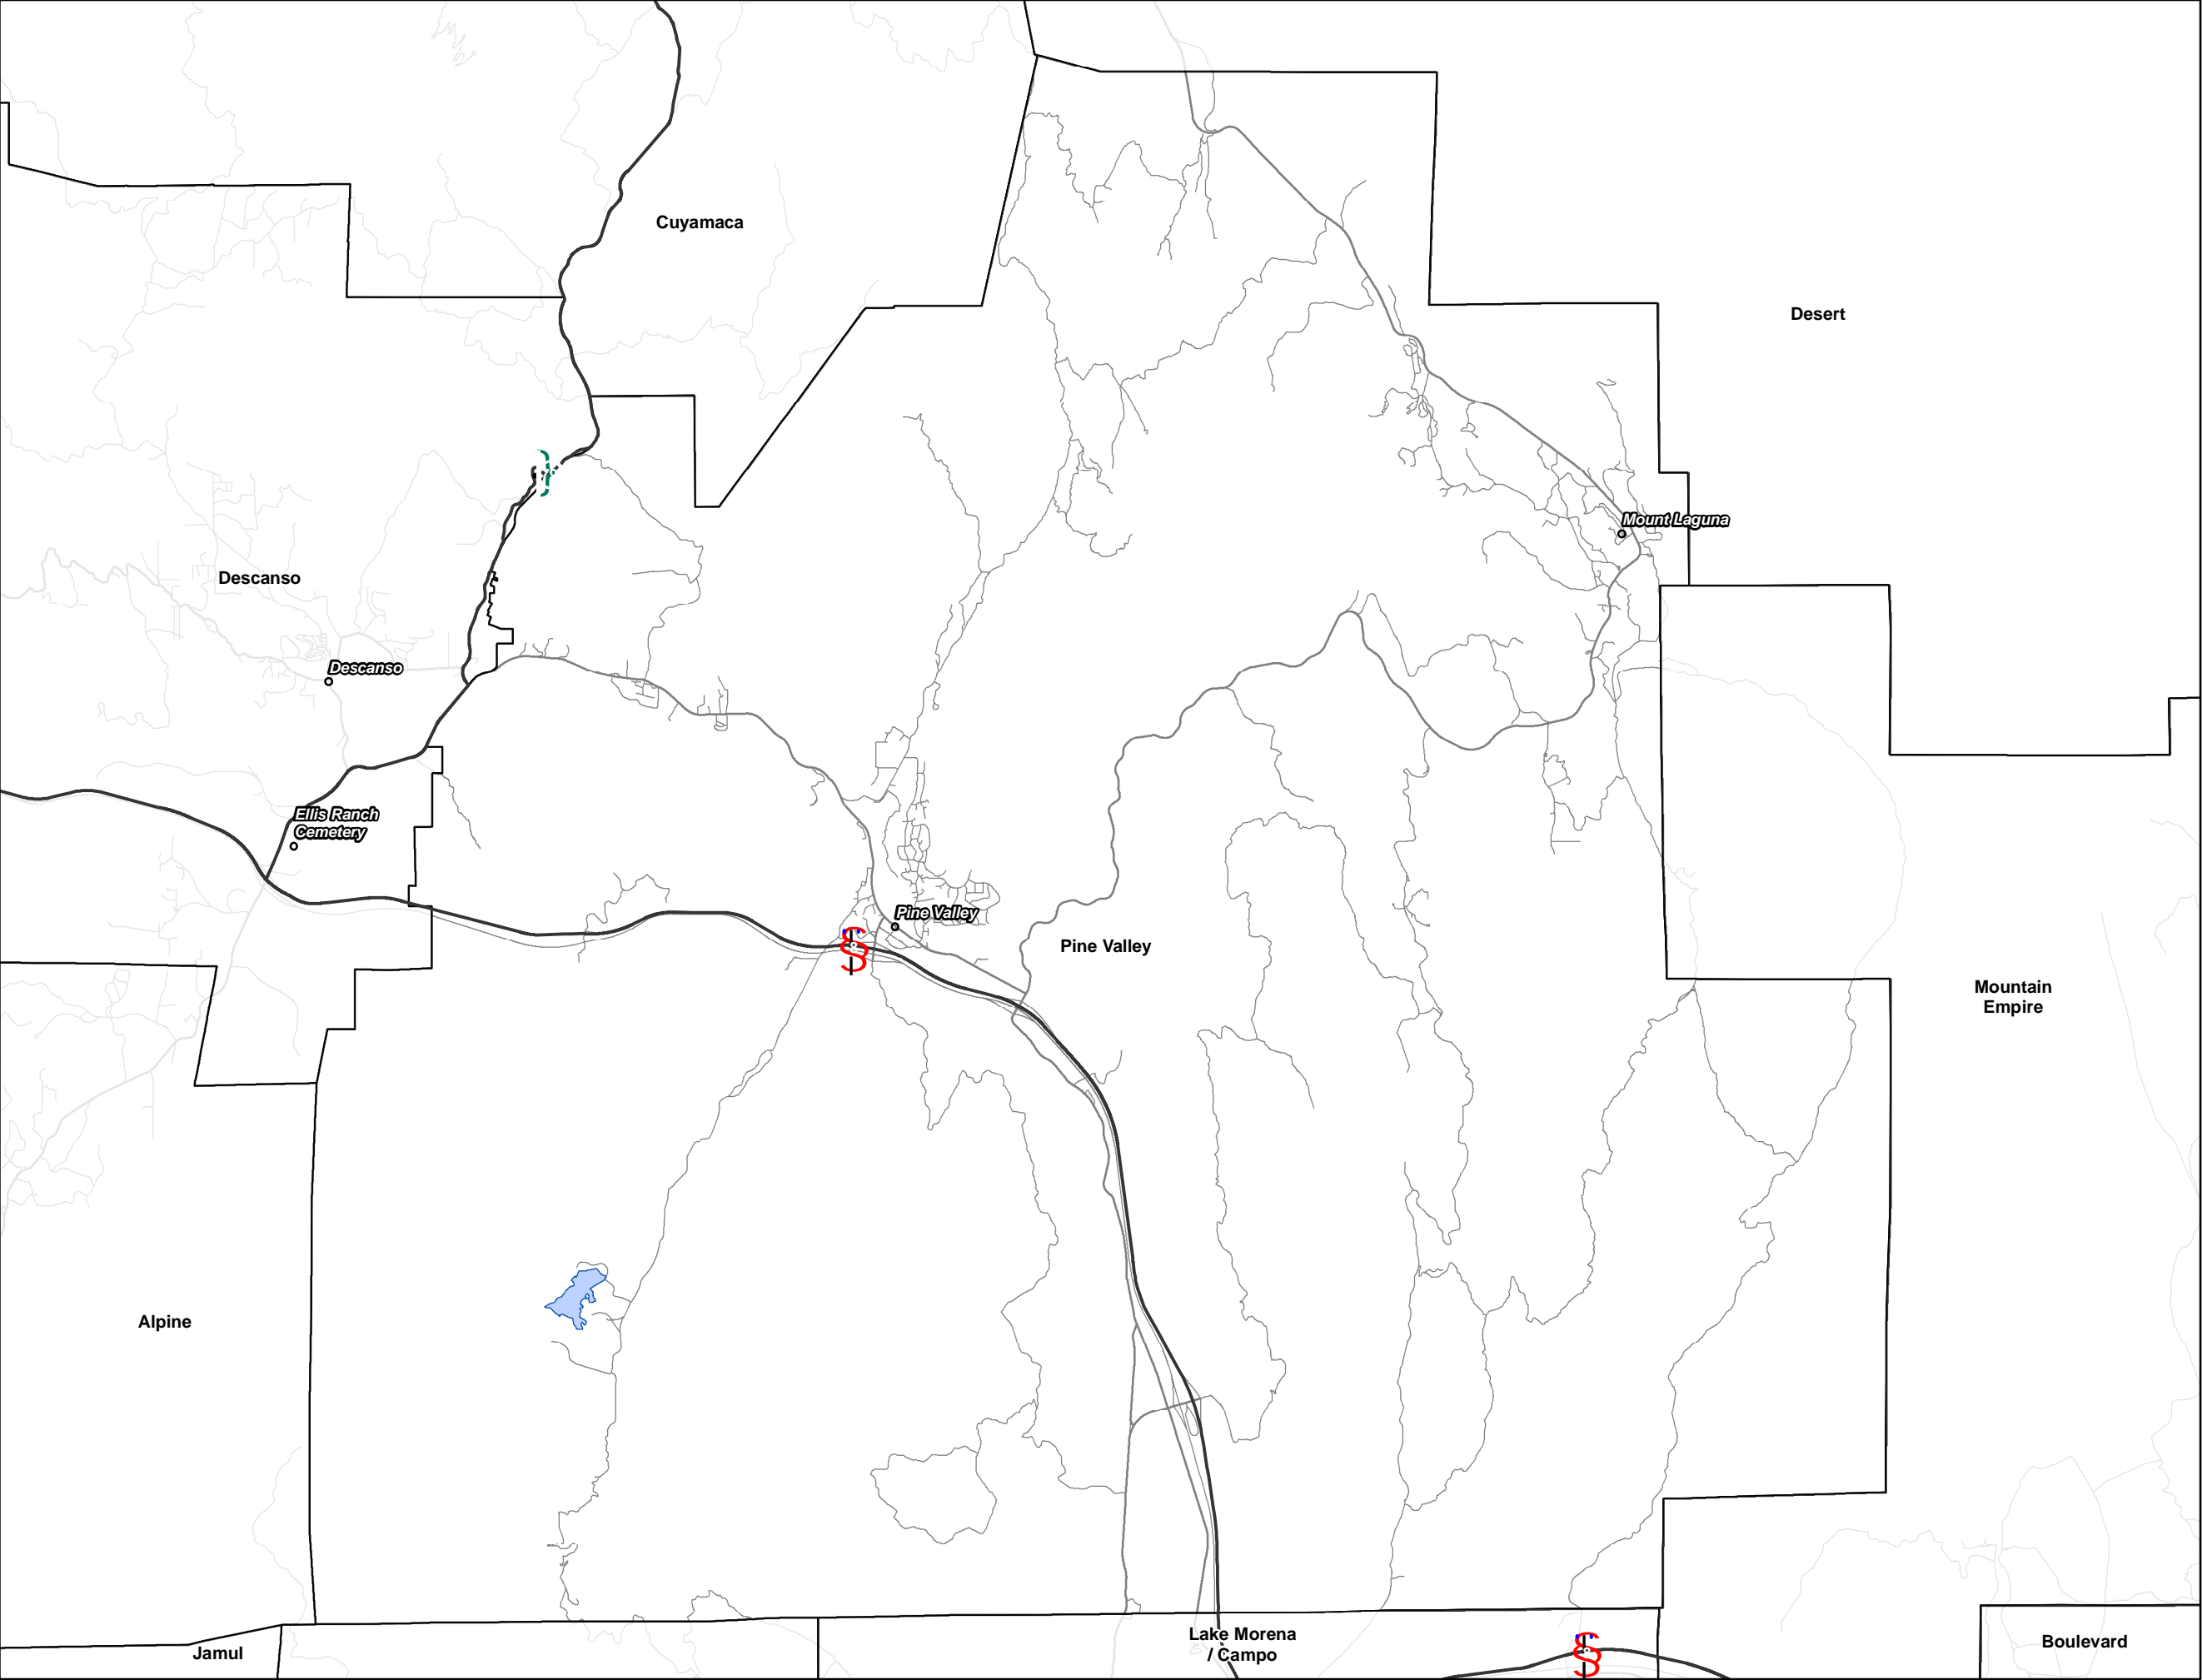 Cuyamaca
Desert
Mount Laguna
Descanso
Descanso
Ellis Ranch
Cemetery
Pine Valley
Pine Valley
Mountain
Empire
Alpine
Jamul
Lake Morena
/ Campo
Boulevard